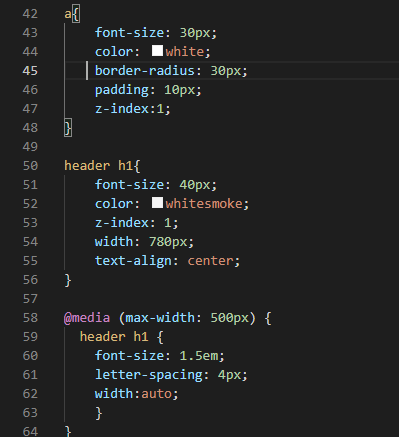 42 a{
43 font-size: 30px;
44 color: white;
45 border-radius: 30px;
46 padding: 10px;
47 z-index:1;
48 }
49
50 header h1{
51 font-size: 40px;
52 color: whitesmoke;
53 z-index: 1;
54 width: 780px;
55 text-align: center;
56 }
57
58 @media (max-width: 500px) {
59 header h1 {
60 font-size: 1.5em;
61 letter-spacing: 4px;
62 width:auto;
63 }
64 }